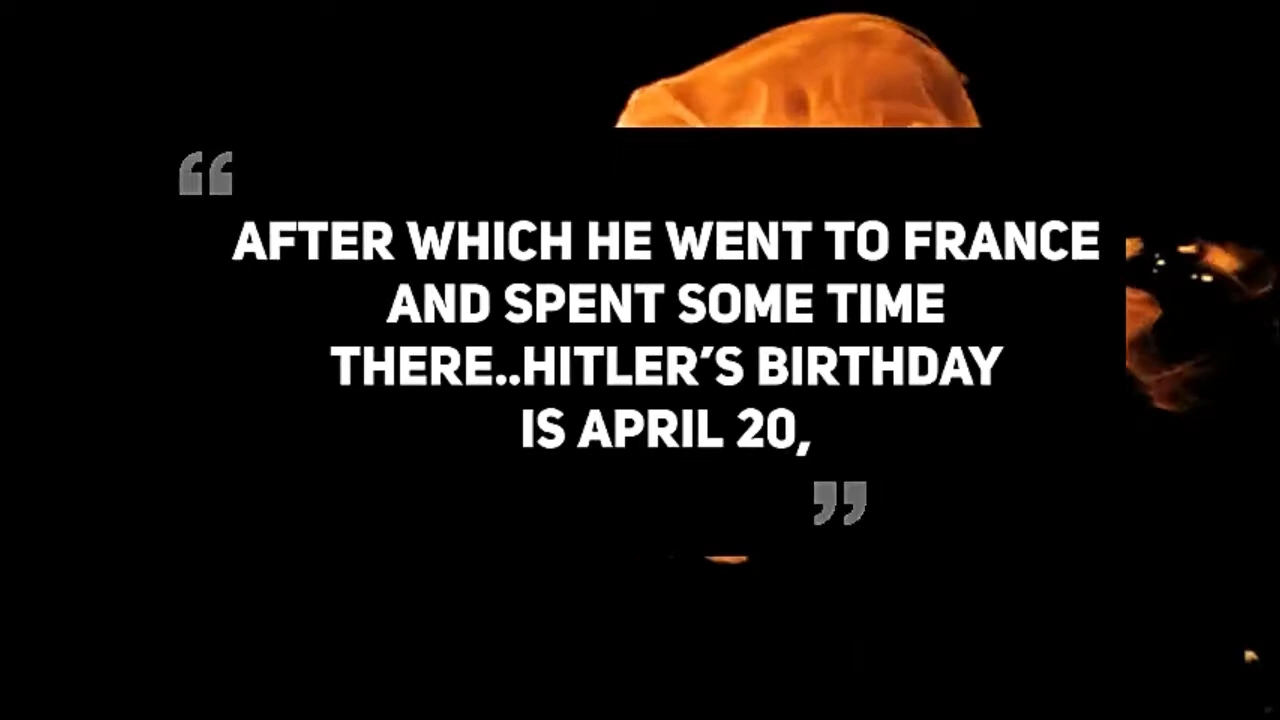 “
AFTER WHICH HE WENT TO FRANCE
AND SPENT SOME TIME
THERE..HITLER’S BIRTHDAY
IS APRIL 20,
”